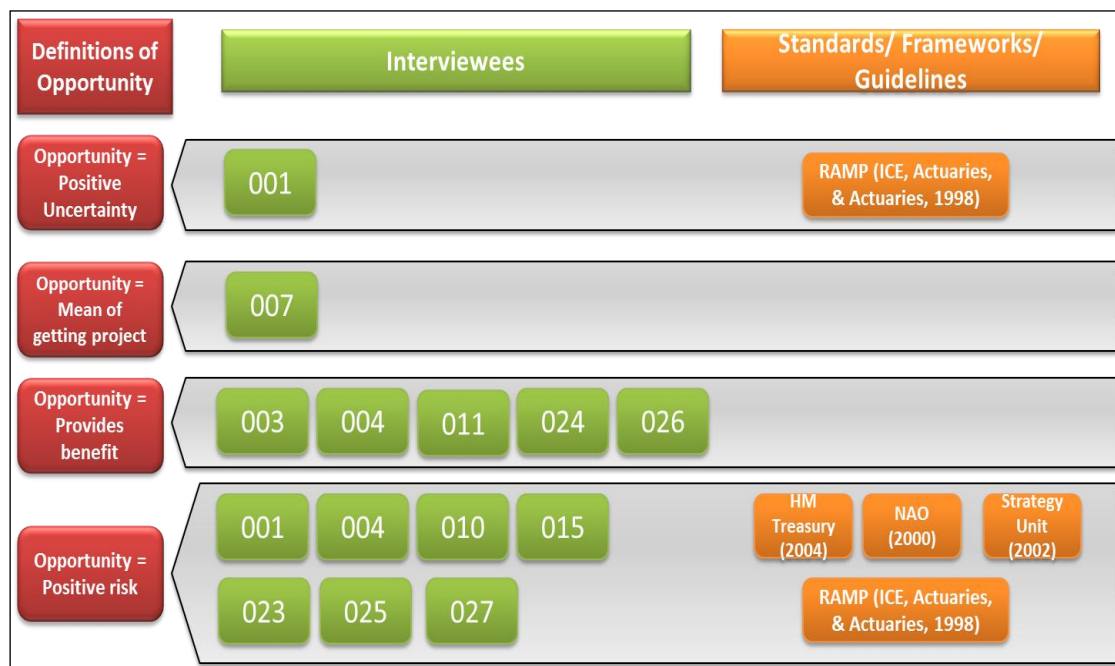 Definitions of
Opportunity
Interviewees
Standards/ Frameworks/
Guidelines
Opportunity =
Positive
Uncertainty
001
RAMP (ICE, Actuaries,
& Actuaries, 1998)
Opportunity =
Mean of
getting project
007
Opportunity =
Provides
benefit
003 004 011 024 026
Opportunity =
Positive risk
001 004 010 015
023 025 027
HM
Treasury
(2004)
NAO
(2000)
Strategy
Unit
(2002)
RAMP (ICE, Actuaries,
& Actuaries, 1998)